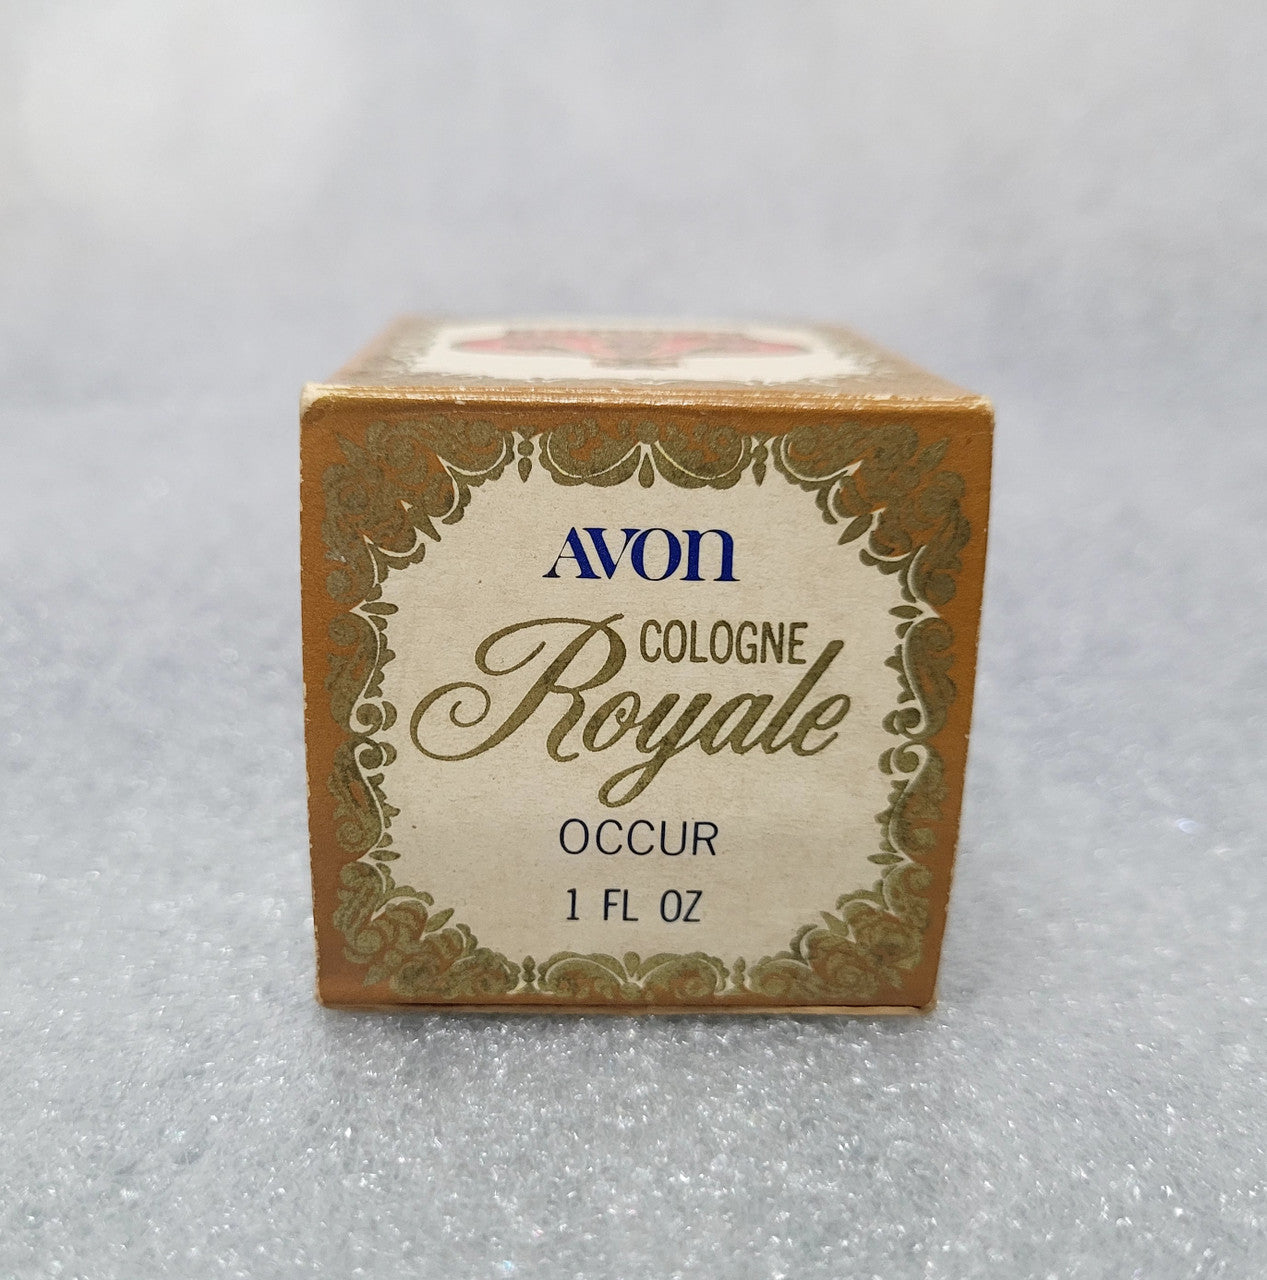 AVON
COLOGNE
Royale
OCCUR
1 FL OZ